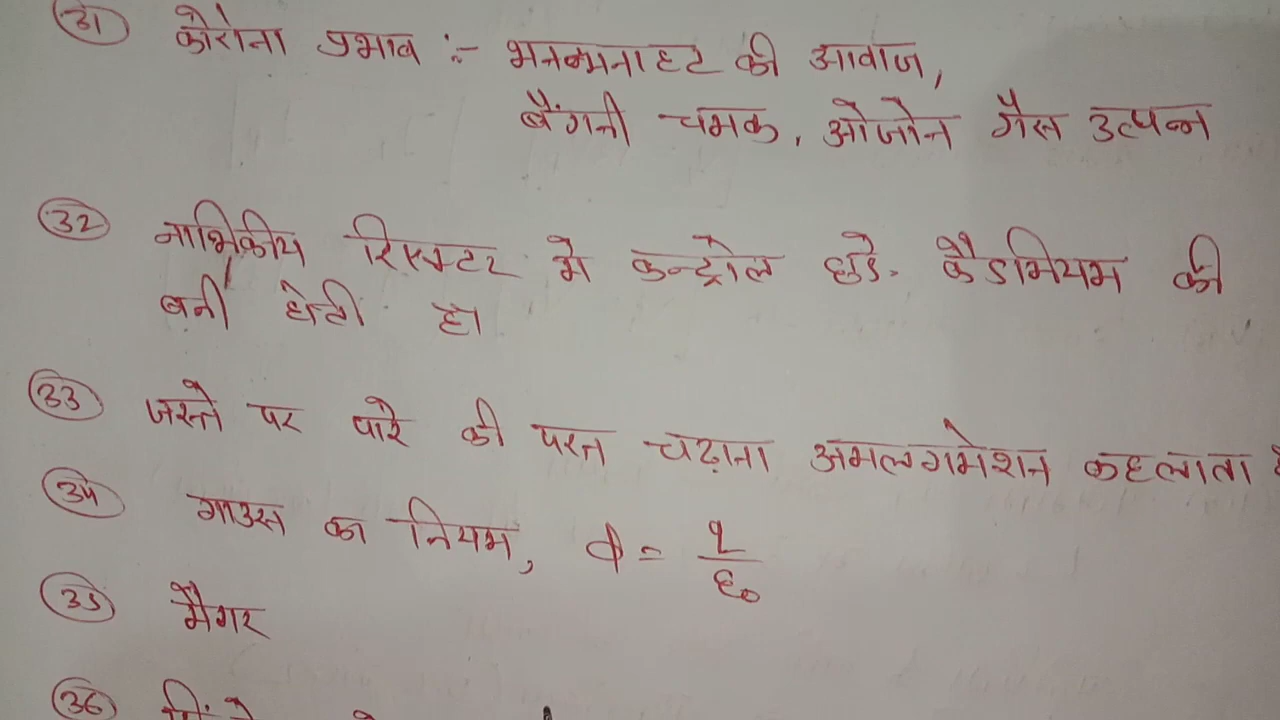 31 कोरोना प्रभाव :- भनभनाहट की आवाज,
बैंगनी चमक, ओजोन गैस उत्पन्न
32 नाभिकीय रिएक्टर मे कन्ट्रोल छड़े. कैडमियम की
बनी होती है।
33 जस्ते पर पारे की परत चढ़ाना अमलगमेशन कहलाता है
34 गाउस का नियम, ϕ = q/ε₀
35 मैगर
36